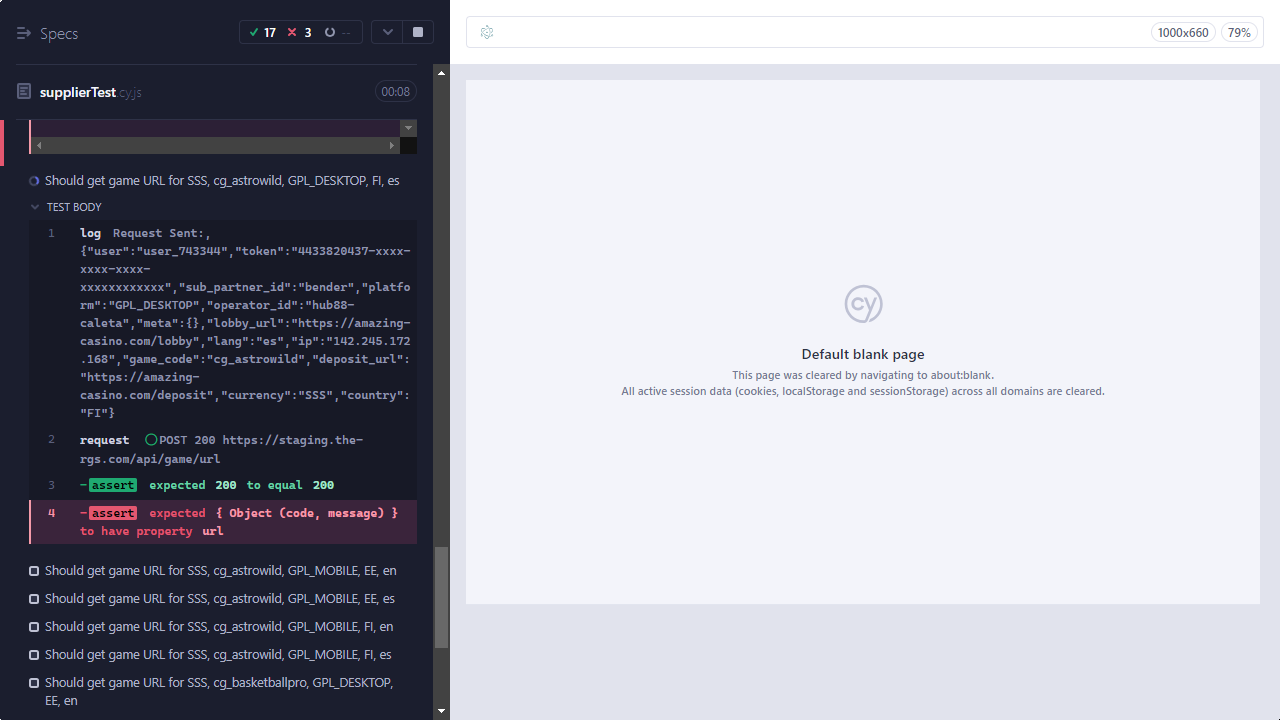 Specs
17
3
--
1000x660
79%
supplierTest.cy.js
00:08
Should get game URL for SSS, cg_astrowild, GPL_DESKTOP, FI, es
TEST BODY
1 log Request Sent:,
{"user":"user_743344","token":"4433820437-xxxx-
xxxx-xxxx-
xxxxxxxxxxxx","sub_partner_id":"bender","platfo
rm":"GPL_DESKTOP","operator_id":"hub88-
caleta","meta":{},"lobby_url":"https://amazing-
casino.com/lobby","lang":"es","ip":"142.245.172
.168","game_code":"cg_astrowild","deposit_url":
"https://amazing-
casino.com/deposit","currency":"SSS","country":
"FI"}
2 request POST 200 https://staging.the-
rgs.com/api/game/url
3 -assert expected 200 to equal 200
4 -assert expected { Object (code, message) }
to have property url
Should get game URL for SSS, cg_astrowild, GPL_MOBILE, EE, en
Should get game URL for SSS, cg_astrowild, GPL_MOBILE, EE, es
Should get game URL for SSS, cg_astrowild, GPL_MOBILE, FI, en
Should get game URL for SSS, cg_astrowild, GPL_MOBILE, FI, es
Should get game URL for SSS, cg_basketballpro, GPL_DESKTOP,
EE, en
cy
Default blank page
This page was cleared by navigating to about:blank.
All active session data (cookies, localStorage and sessionStorage) across all domains are cleared.